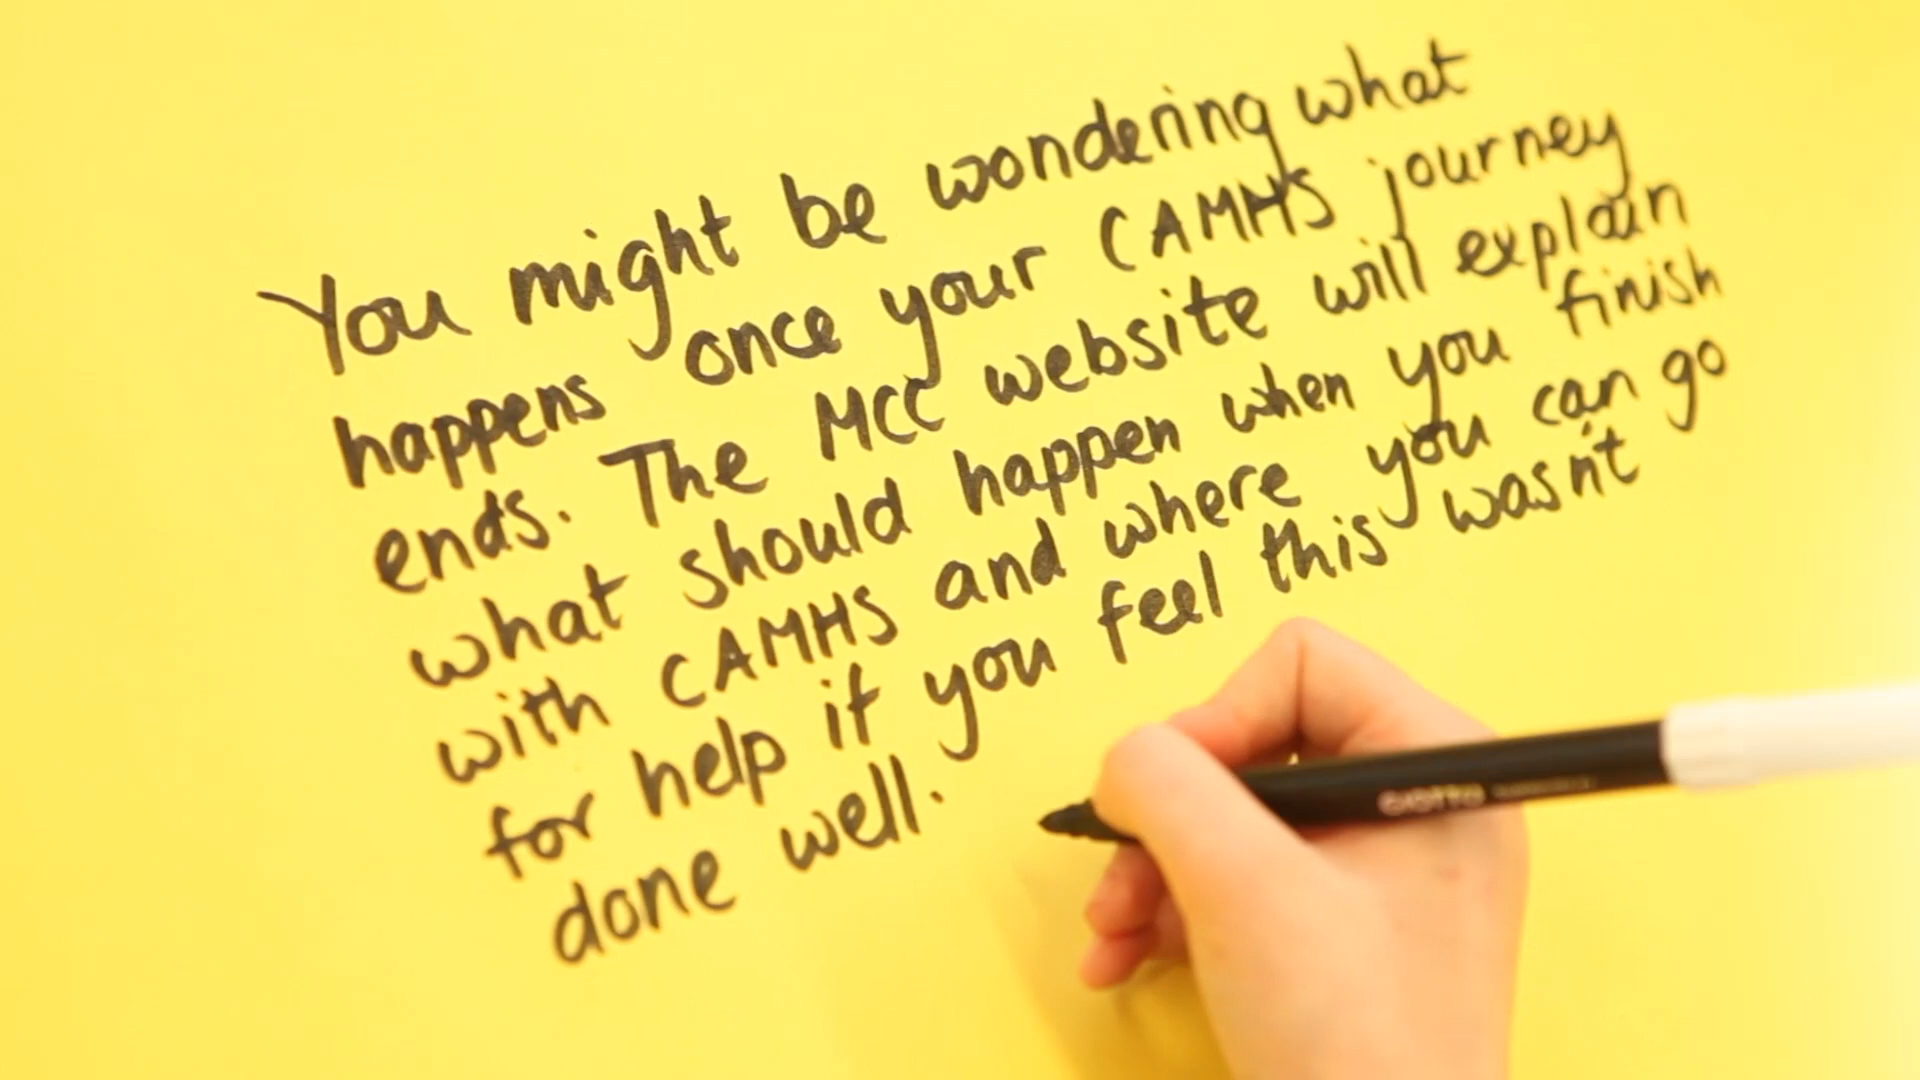 You might be wondering what
happens once your CAMHS journey
ends. The MCC website will explain
what should happen when you finish
with CAMHS and where you can go
for help if you feel this wasn't
done well.
GIOTTO